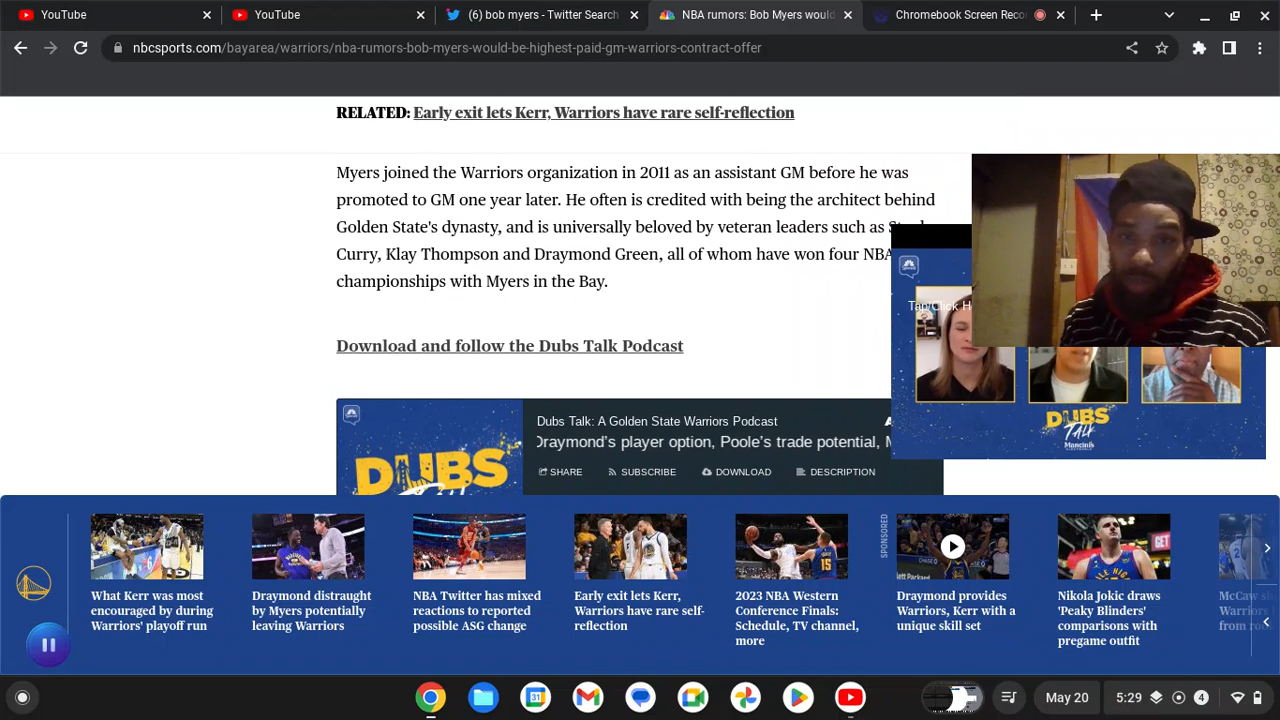 YouTube
YouTube
(6) bob myers - Twitter Search
NBA rumors: Bob Myers would
Chromebook Screen Recor
nbcsports.com/bayarea/warriors/nba-rumors-bob-myers-would-be-highest-paid-gm-warriors-contract-offer
RELATED: Early exit lets Kerr, Warriors have rare self-reflection
Myers joined the Warriors organization in 2011 as an assistant GM before he was
promoted to GM one year later. He often is credited with being the architect behind
Golden State's dynasty, and is universally beloved by veteran leaders such as
Curry, Klay Thompson and Draymond Green, all of whom have won four NBA
championships with Myers in the Bay.
Tap/Click H
Download and follow the Dubs Talk Podcast
Dubs Talk: A Golden State Warriors Podcast
Draymond's player option, Poole's trade potential,
SHARE SUBSCRIBE DOWNLOAD DESCRIPTION
DUBS
DUBS
TALK
SPONSORED
GET
What Kerr was most
encouraged by during
Warriors' playoff run
Draymond distraught
by Myers potentially
leaving Warriors
NBA Twitter has mixed
reactions to reported
possible ASG change
Early exit lets Kerr,
Warriors have rare self-
reflection
2023 NBA Western
Conference Finals:
Schedule, TV channel,
more
Draymond provides
Warriors, Kerr with a
unique skill set
Nikola Jokic draws
'Peaky Blinders'
comparisons with
pregame outfit
McCaw
Warriors
from
31
May 20
5:29
4